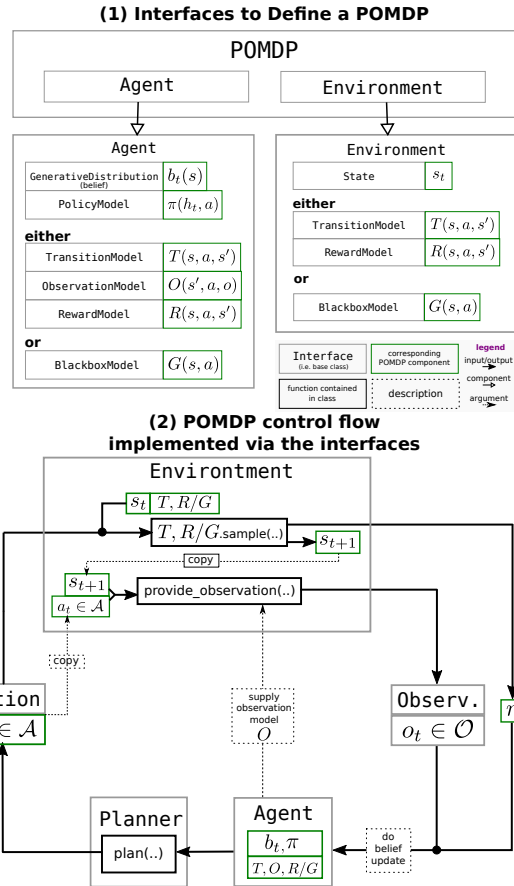 (1) Interfaces to Define a POMDP
POMDP
Agent
Environment
Agent
GenerativeDistribution
(belief)
b_t(s)
PolicyModel
π(h_t, a)
either
TransitionModel
T(s, a, s′)
ObservationModel
O(s′, a, o)
RewardModel
R(s, a, s′)
or
BlackboxModel
G(s, a)
Environment
State
s_t
either
TransitionModel
T(s, a, s′)
RewardModel
R(s, a, s′)
or
BlackboxModel
G(s, a)
Interface
(i.e. base class)
corresponding
POMDP component
function contained
in class
description
legend
input/output
component
argument
(2) POMDP control flow
implemented via the interfaces
Environtment
s_t
T, R/G
T, R/G.sample(..)
s_{t+1}
copy
s_{t+1}
a_t ∈ 𝒜
provide_observation(..)
copy
supply
observation
model
O
tion
∈ 𝒜
Observ.
o_t ∈ 𝒪
r
Planner
plan(..)
Agent
b_t, π
T, O, R/G
do
belief
update